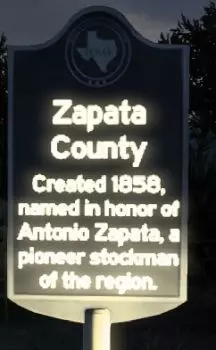 Zapata
County
Created 1858,
named in honor of
Antonio Zapata, a
pioneer stockman
of the region.